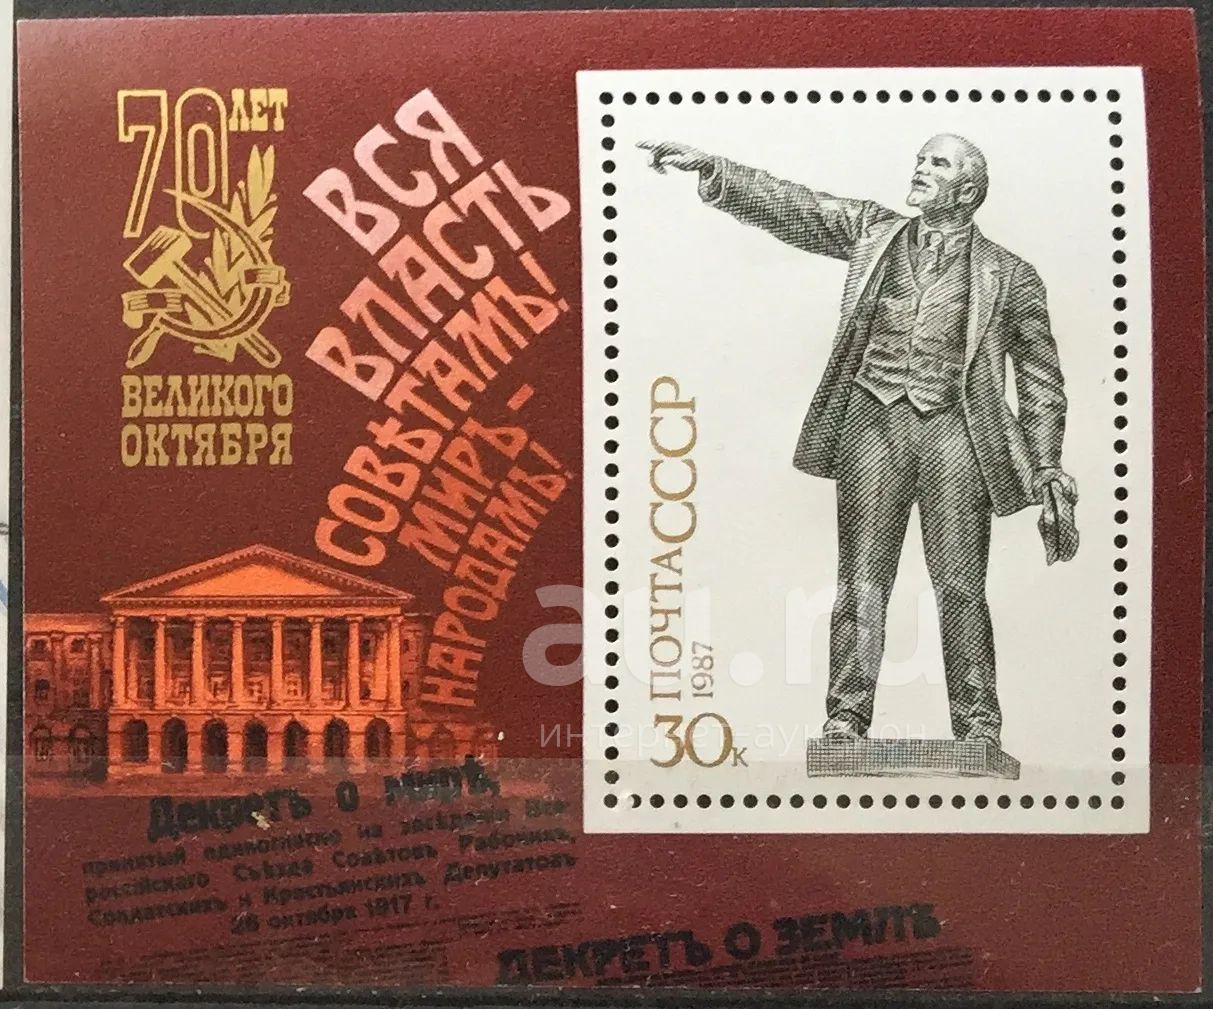 70 ЛЕТ
ВЕЛИКОГО
ОКТЯБРЯ
ВСЯ
ВЛАСТЬ
СОВѢТАМЪ!
МИРЪ -
НАРОДАМЪ!
ПОЧТА СССР
1987
30к
au.ru
интернет-аукцион
Декретъ о мирѣ,
принятый единогласно на засѣданіи Все-
россійскаго Съѣзда Совѣтовъ Рабочихъ,
Солдатскихъ и Крестьянскихъ Депутатовъ
26 октября 1917 г.
ДЕКРЕТЪ О ЗЕМЛѢ